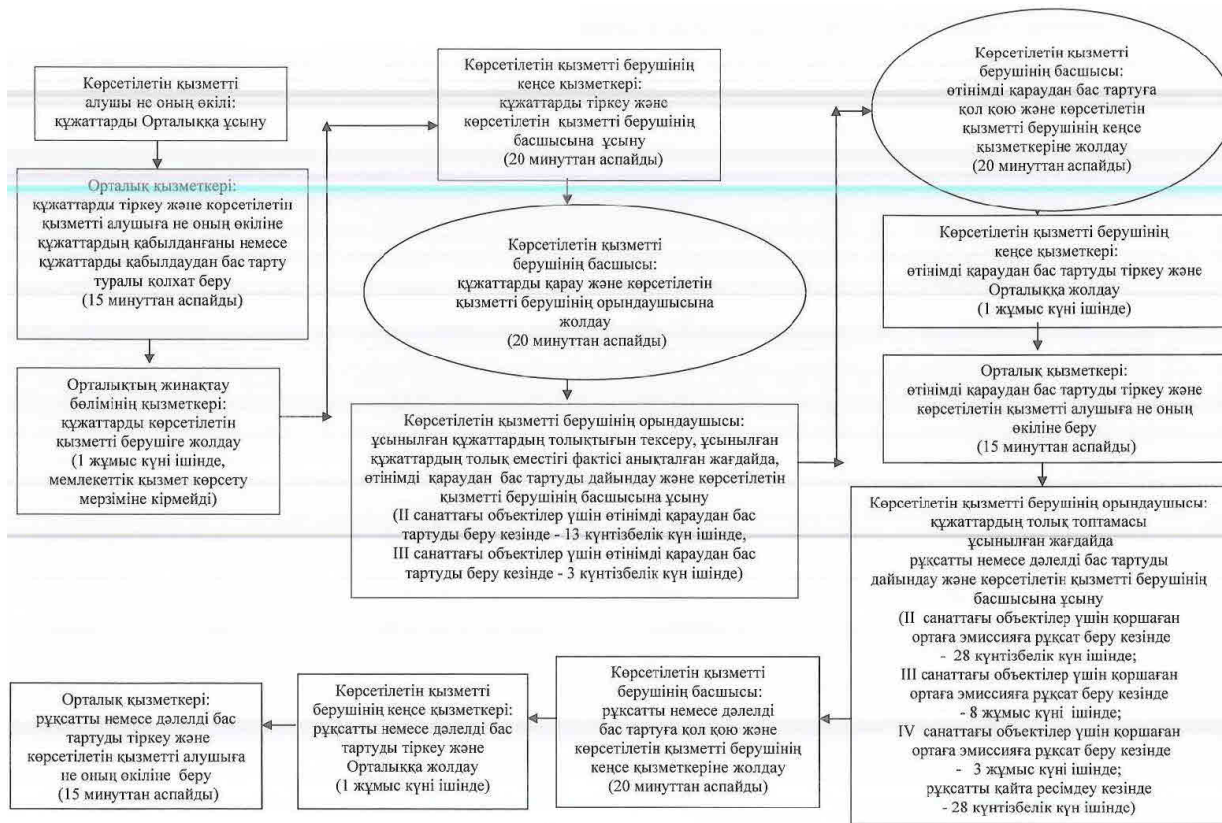 Көрсетілетін қызметті
алушы не оның өкілі:
құжаттарды Орталыққа ұсыну
Орталық қызметкері:
құжаттарды тіркеу және көрсетілетін
қызметті алушыға не оның өкіліне
құжаттардың қабылданғаны немесе
құжаттарды қабылдаудан бас тарту
туралы қолхат беру
(15 минуттан аспайды)
Орталықтың жинақтау
бөлімінің қызметкері:
құжаттарды көрсетілетін
қызметті берушіге жолдау
(1 жұмыс күні ішінде,
мемлекеттік қызмет көрсету
мерзіміне кірмейді)
Көрсетілетін қызметті берушінің
кеңсе қызметкері:
құжаттарды тіркеу және
көрсетілетін қызметті берушінің
басшысына ұсыну
(20 минуттан аспайды)
Көрсетілетін қызметті
берушінің басшысы:
құжаттарды қарау және көрсетілетін
қызметті берушінің орындаушысына
жолдау
(20 минуттан аспайды)
Көрсетілетін қызметті берушінің орындаушысы:
ұсынылған құжаттардың толықтығын тексеру, ұсынылған
құжаттардың толық еместігі фактісі анықталған жағдайда,
өтінімді қараудан бас тартуды дайындау және көрсетілетін
қызметті берушінің басшысына ұсыну
(II санаттағы объектілер үшін өтінімді қараудан бас
тартуды беру кезінде - 13 күнтізбелік күн ішінде,
III санаттағы объектілер үшін өтінімді қараудан бас
тартуды беру кезінде - 3 күнтізбелік күн ішінде)
Көрсетілетін қызметті
берушінің басшысы:
өтінімді қараудан бас тартуға
қол қою және көрсетілетін
қызметті берушінің кеңсе
қызметкеріне жолдау
(20 минуттан аспайды)
Көрсетілетін қызметті берушінің
кеңсе қызметкері:
өтінімді қараудан бас тартуды тіркеу және
Орталыққа жолдау
(1 жұмыс күні ішінде)
Орталық қызметкері:
өтінімді қараудан бас тартуды тіркеу және
көрсетілетін қызметті алушыға не оның
өкіліне беру
(15 минуттан аспайды)
Көрсетілетін қызметті берушінің орындаушысы:
құжаттардың толық топтамасы
ұсынылған жағдайда
рұқсатты немесе дәлелді бас тартуды
дайындау және көрсетілетін қызметті берушінің
басшысына ұсыну
(II санаттағы объектілер үшін қоршаған
ортаға эмиссияға рұқсат беру кезінде
- 28 күнтізбелік күн ішінде;
III санаттағы объектілер үшін қоршаған
ортаға эмиссияға рұқсат беру кезінде
- 8 жұмыс күні ішінде;
IV санаттағы объектілер үшін қоршаған
ортаға эмиссияға рұқсат беру кезінде
- 3 жұмыс күні ішінде;
рұқсатты қайта ресімдеу кезінде
- 28 күнтізбелік күн ішінде)
Көрсетілетін қызметті
берушінің басшысы:
рұқсатты немесе дәлелді
бас тартуға қол қою және
көрсетілетін қызметті берушінің
кеңсе қызметкеріне жолдау
(20 минуттан аспайды)
Көрсетілетін қызметті
берушінің кеңсе қызметкері:
рұқсатты немесе дәлелді бас
тартуды тіркеу және
Орталыққа жолдау
(1 жұмыс күні ішінде)
Орталық қызметкері:
рұқсатты немесе дәлелді бас
тартуды тіркеу және
көрсетілетін қызметті алушыға
не оның өкіліне беру
(15 минуттан аспайды)